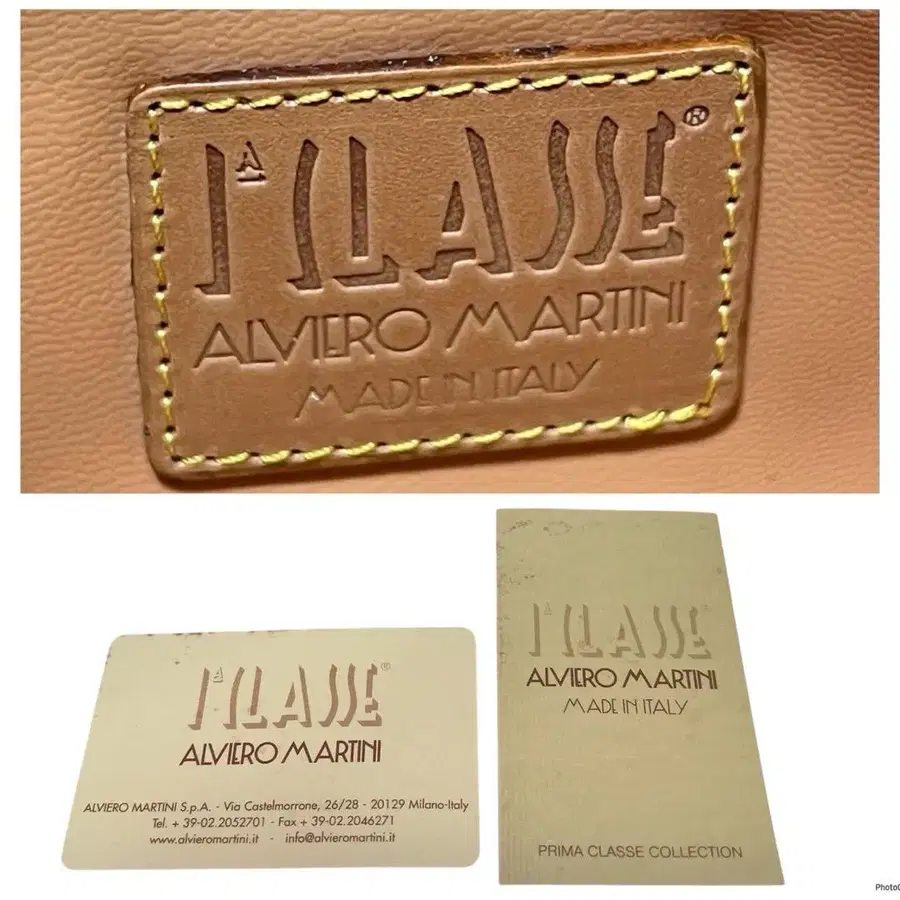 1ᴬ CLASSE®
ALVIERO MARTINI
MADE IN ITALY
1ᴬ CLASSE®
ALVIERO MARTINI
ALVIERO MARTINI S.p.A. - Via Castelmorrone, 26/28 - 20129 Milano-Italy
Tel. + 39-02.2052701 - Fax + 39-02.2046271
www.alvieromartini.it - info@alvieromartini.it
1ᴬ CLASSE
ALVIERO MARTINI
MADE IN ITALY
PRIMA CLASSE COLLECTION